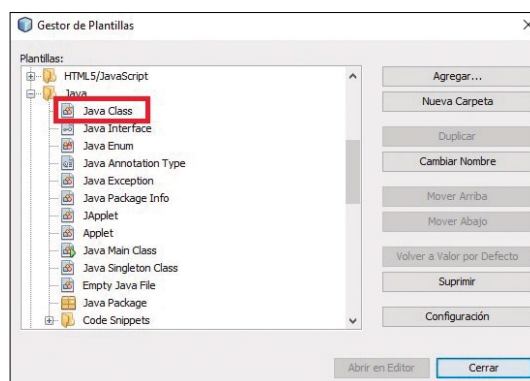 Gestor de Plantillas
Plantillas:
HTML5/JavaScript
Java
Java Class
Java Interface
Java Enum
Java Annotation Type
Java Exception
Java Package Info
JApplet
Applet
Java Main Class
Java Singleton Class
Empty Java File
Java Package
Code Snippets
Agregar...
Nueva Carpeta
Duplicar
Cambiar Nombre
Mover Arriba
Mover Abajo
Volver a Valor por Defecto
Suprimir
Configuración
Abrir en Editor
Cerrar